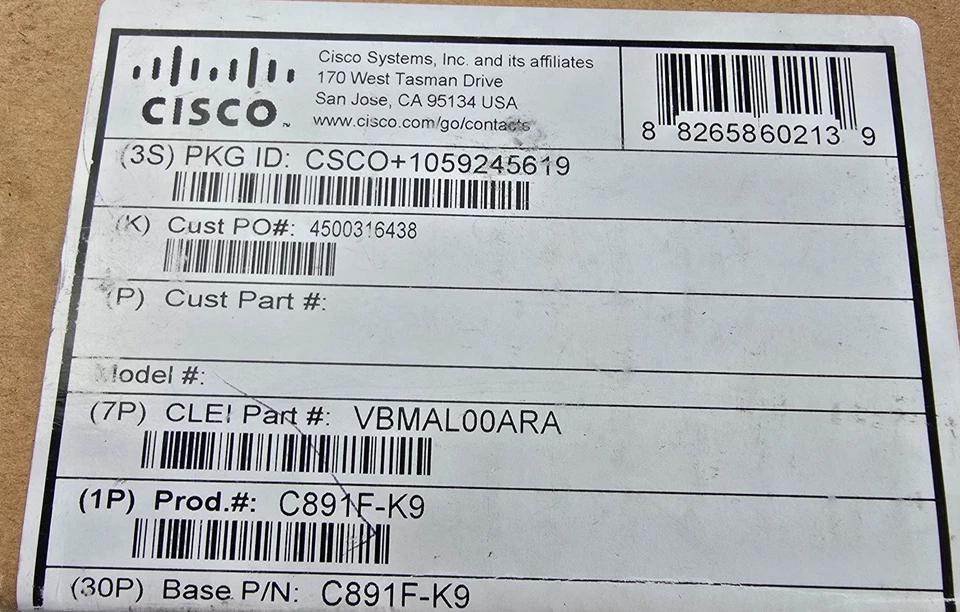 CISCO™
Cisco Systems, Inc. and its affiliates
170 West Tasman Drive
San Jose, CA 95134 USA
www.cisco.com/go/contacts
8 8265860213 9
(3S) PKG ID: CSCO+1059245619
(K) Cust PO#: 4500316438
(P) Cust Part #:
Model #:
(7P) CLEI Part #: VBMAL00ARA
(1P) Prod.#: C891F-K9
(30P) Base P/N: C891F-K9